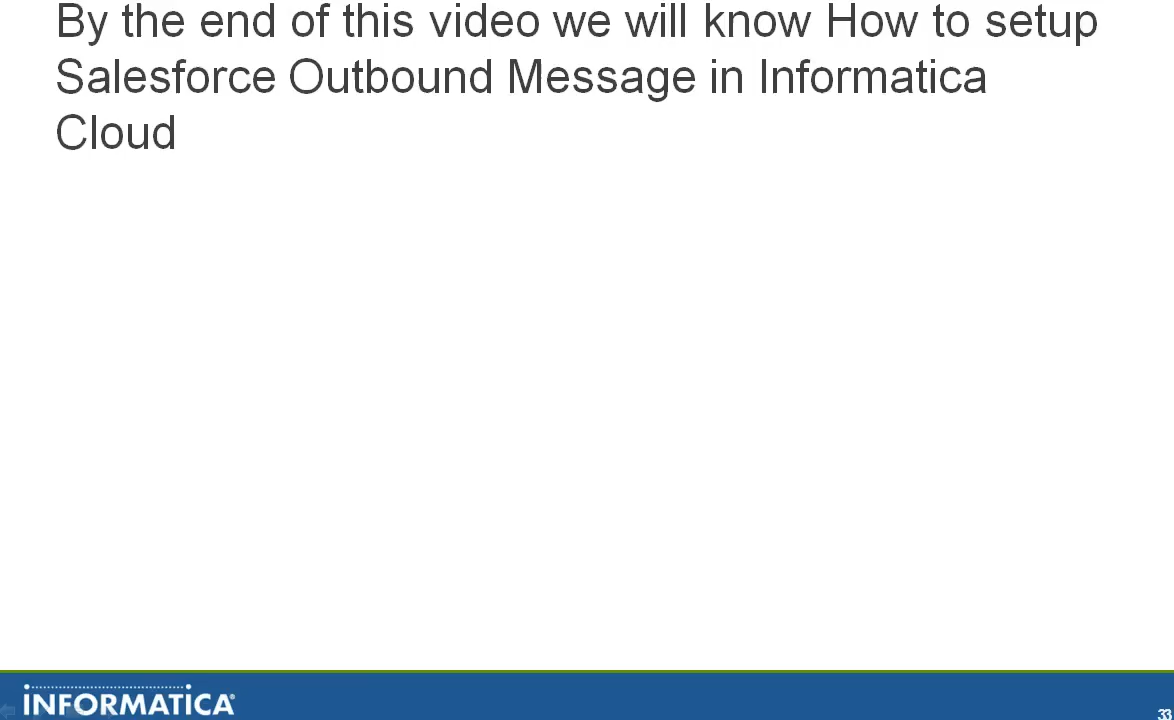 By the end of this video we will know How to setup
Salesforce Outbound Message in Informatica
Cloud
INFORMATICA®
33